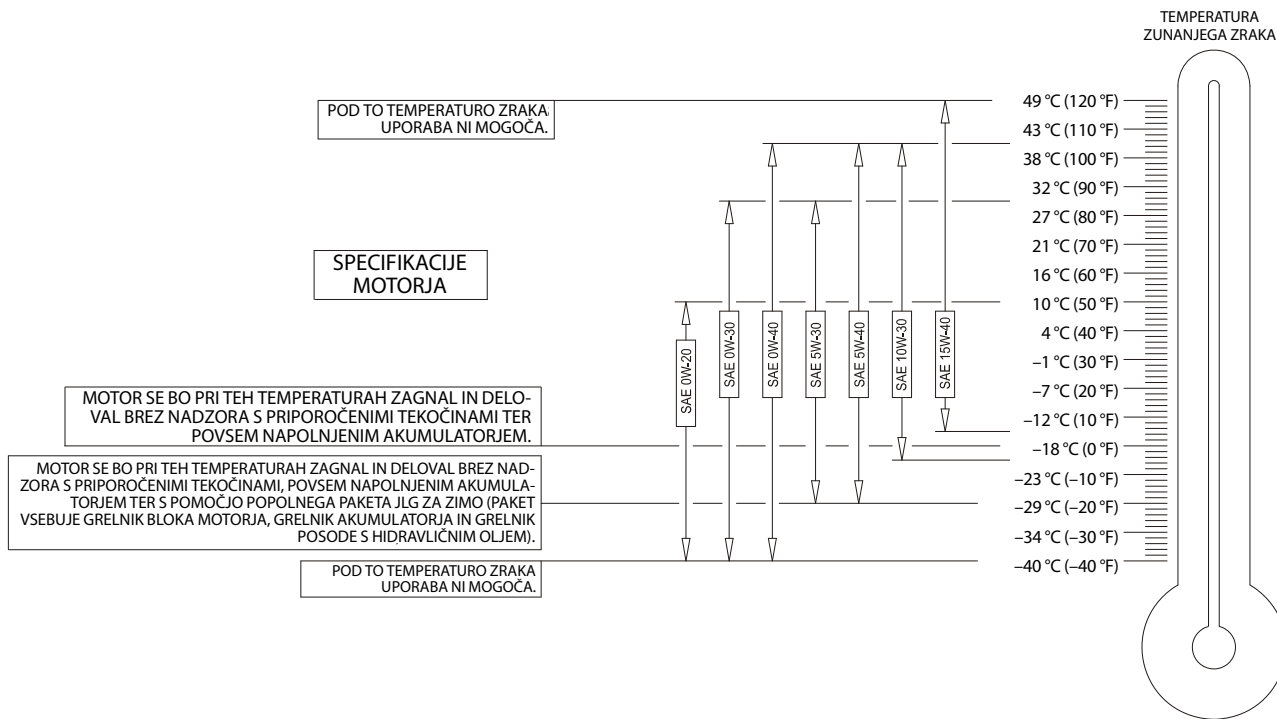 TEMPERATURA
ZUNANJEGA ZRAKA
POD TO TEMPERATURO ZRAKA
UPORABA NI MOGOČA.
49 °C (120 °F)
43 °C (110 °F)
38 °C (100 °F)
32 °C (90 °F)
27 °C (80 °F)
21 °C (70 °F)
16 °C (60 °F)
10 °C (50 °F)
4 °C (40 °F)
–1 °C (30 °F)
–7 °C (20 °F)
–12 °C (10 °F)
–18 °C (0 °F)
–23 °C (–10 °F)
–29 °C (–20 °F)
–34 °C (–30 °F)
–40 °C (–40 °F)
SPECIFIKACIJE
MOTORJA
SAE 0W-20
SAE 0W-30
SAE 0W-40
SAE 5W-30
SAE 5W-40
SAE 10W-30
SAE 15W-40
MOTOR SE BO PRI TEH TEMPERATURAH ZAGNAL IN DELO-
VAL BREZ NADZORA S PRIPOROČENIMI TEKOČINAMI TER
POVSEM NAPOLNJENIM AKUMULATORJEM.
MOTOR SE BO PRI TEH TEMPERATURAH ZAGNAL IN DELOVAL BREZ NAD-
ZORA S PRIPOROČENIMI TEKOČINAMI, POVSEM NAPOLNJENIM AKUMULA-
TORJEM TER S POMOČJO POPOLNEGA PAKETA JLG ZA ZIMO (PAKET
VSEBUJE GRELNIK BLOKA MOTORJA, GRELNIK AKUMULATORJA IN GRELNIK
POSODE S HIDRAVLIČNIM OLJEM).
POD TO TEMPERATURO ZRAKA
UPORABA NI MOGOČA.